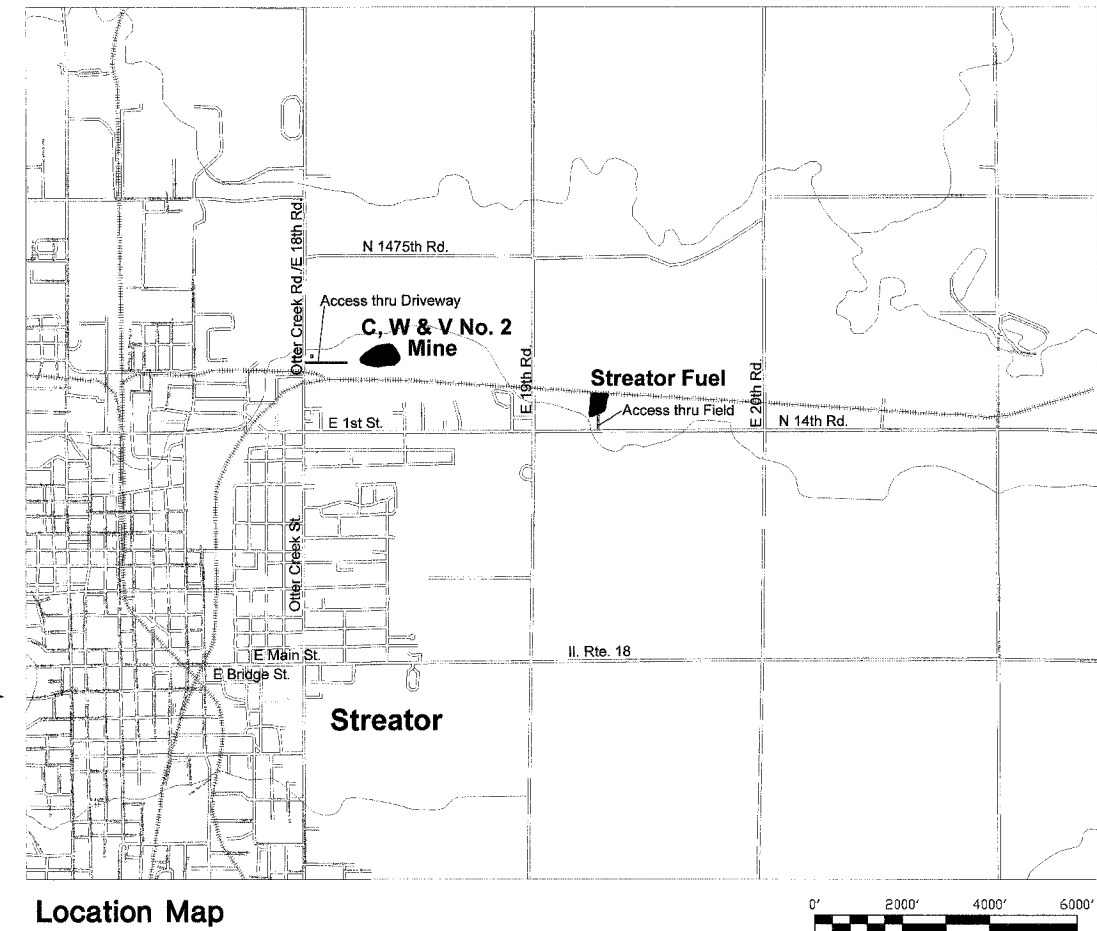 Otter Creek Rd./E 18th Rd.
N 1475th Rd.
Access thru Driveway
C, W & V No. 2
Mine
E 19th Rd.
Streator Fuel
Access thru Field
E 20th Rd.
N 14th Rd.
E 1st St.
Otter Creek St.
E Main St.
E Bridge St.
Il. Rte. 18
Streator
Location Map
0' 2000' 4000' 6000'